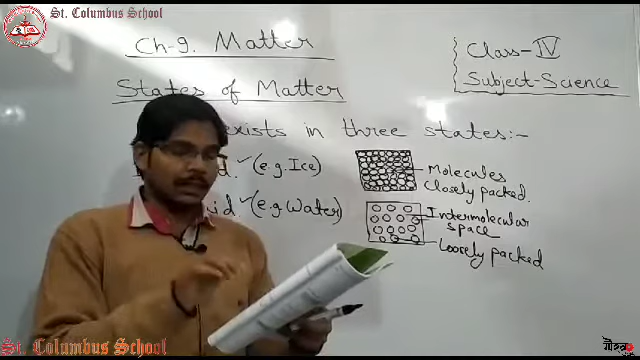 St. Columbus School
Ch-9. Matter
Class-IV
Subject-Science
States of Matter
exists in three states:-
(e.g. Ice)
Molecules
Closely packed.
(e.g Water)
Intermolecular
space
Loosely packed
St. Columbus School